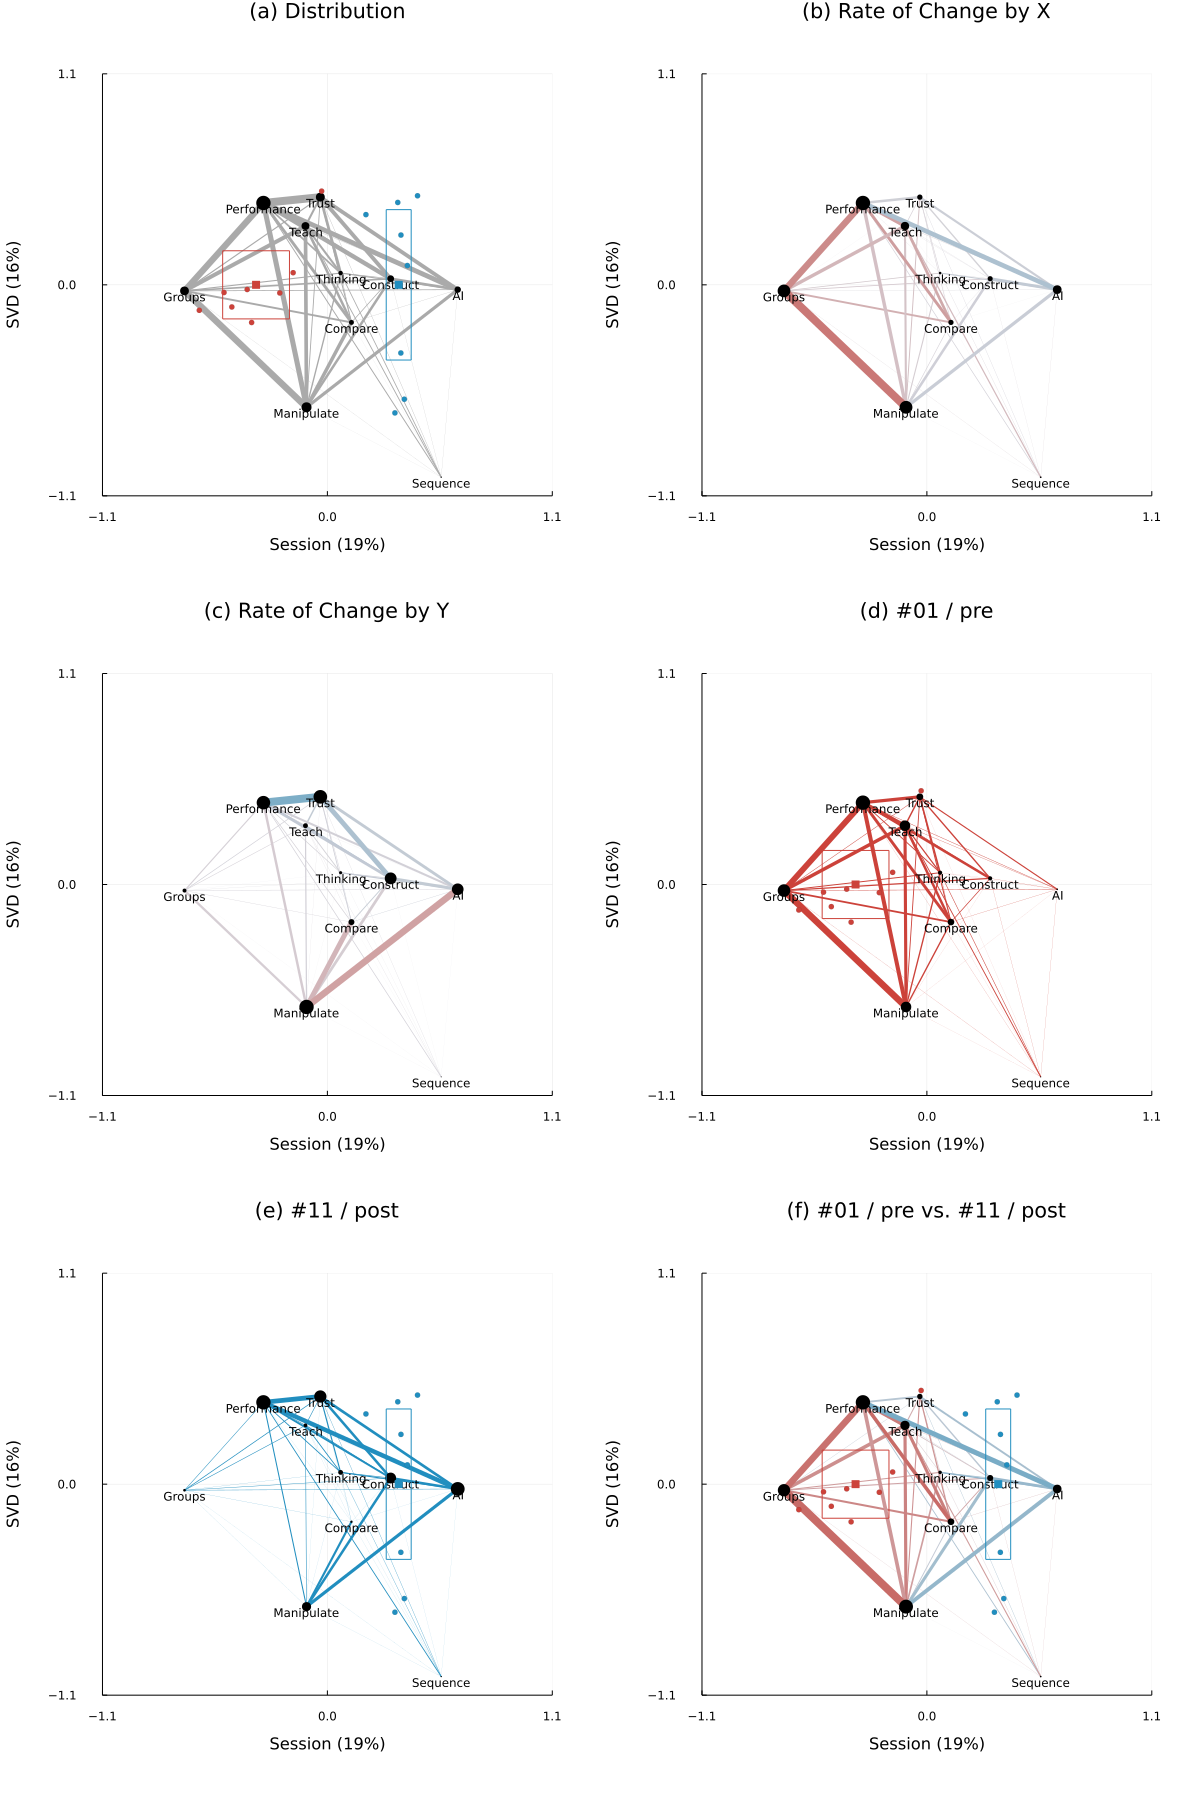 (a) Distribution
1.1
0.0
−1.1
SVD (16%)
Performance
Trust
Teach
Thinking
Construct
Groups
AI
Compare
Manipulate
Sequence
−1.1
0.0
1.1
Session (19%)
(b) Rate of Change by X
1.1
0.0
−1.1
SVD (16%)
Performance
Trust
Teach
Thinking
Construct
Groups
AI
Compare
Manipulate
Sequence
−1.1
0.0
1.1
Session (19%)
(c) Rate of Change by Y
1.1
0.0
−1.1
SVD (16%)
Performance
Trust
Teach
Thinking
Construct
Groups
AI
Compare
Manipulate
Sequence
−1.1
0.0
1.1
Session (19%)
(d) #01 / pre
1.1
0.0
−1.1
SVD (16%)
Performance
Trust
Teach
Thinking
Construct
Groups
AI
Compare
Manipulate
Sequence
−1.1
0.0
1.1
Session (19%)
(e) #11 / post
1.1
0.0
−1.1
SVD (16%)
Performance
Trust
Teach
Thinking
Construct
Groups
AI
Compare
Manipulate
Sequence
−1.1
0.0
1.1
Session (19%)
(f) #01 / pre vs. #11 / post
1.1
0.0
−1.1
SVD (16%)
Performance
Trust
Teach
Thinking
Construct
Groups
AI
Compare
Manipulate
Sequence
−1.1
0.0
1.1
Session (19%)